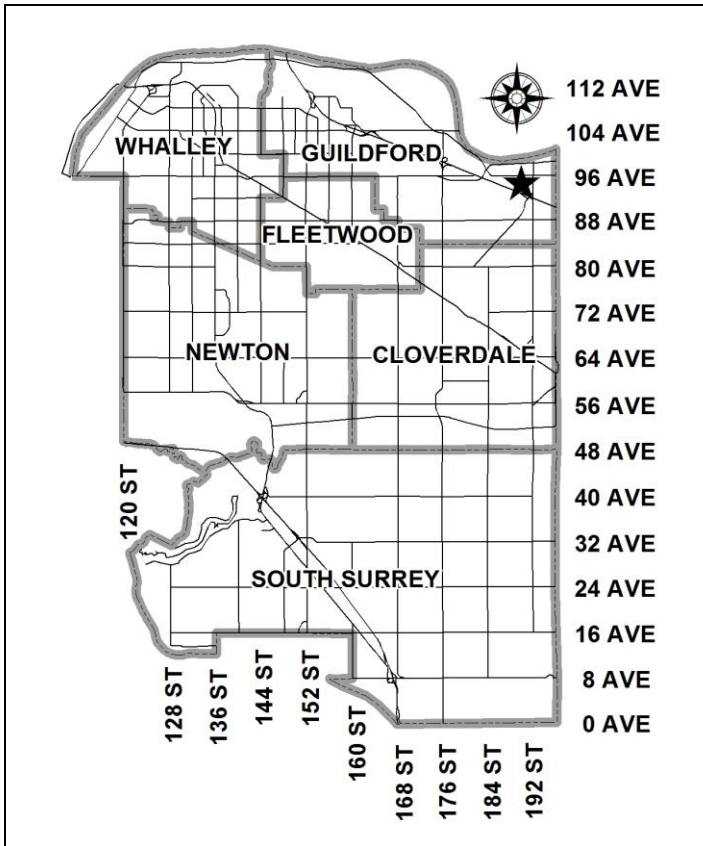 112 AVE
104 AVE
WHALLEY
GUILDFORD
96 AVE
88 AVE
FLEETWOOD
80 AVE
72 AVE
NEWTON
CLOVERDALE
64 AVE
56 AVE
48 AVE
120 ST
40 AVE
32 AVE
SOUTH SURREY
24 AVE
16 AVE
8 AVE
0 AVE
128 ST
136 ST
144 ST
152 ST
160 ST
168 ST
176 ST
184 ST
192 ST